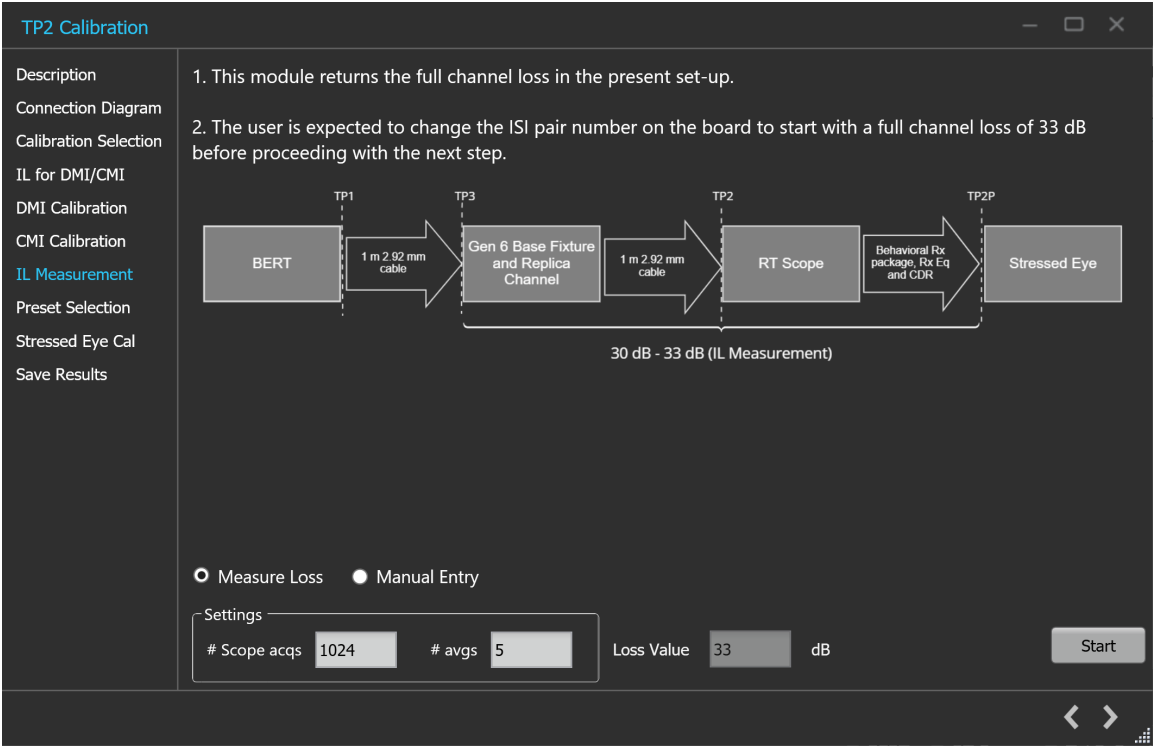 TP2 Calibration
Description
Connection Diagram
Calibration Selection
IL for DMI/CMI
DMI Calibration
CMI Calibration
IL Measurement
Preset Selection
Stressed Eye Cal
Save Results
1. This module returns the full channel loss in the present set-up.
2. The user is expected to change the ISI pair number on the board to start with a full channel loss of 33 dB
before proceeding with the next step.
TP1
TP3
TP2
TP2P
BERT
1 m 2.92 mm
cable
Gen 6 Base Fixture
and Replica
Channel
1 m 2.92 mm
cable
RT Scope
Behavioral Rx
package, Rx Eq
and CDR
Stressed Eye
30 dB - 33 dB (IL Measurement)
Measure Loss
Manual Entry
Settings
# Scope acqs
1024
# avgs
5
Loss Value
33
dB
Start